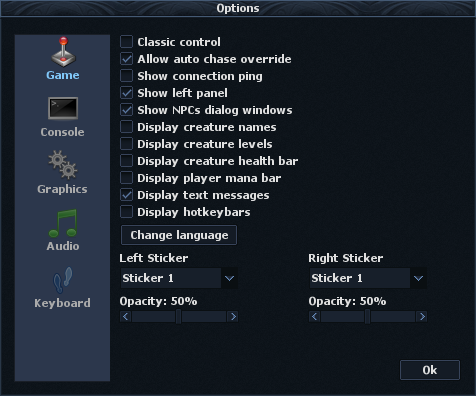 Options
Game
Console
Graphics
Audio
Keyboard
Classic control
Allow auto chase override
Show connection ping
Show left panel
Show NPCs dialog windows
Display creature names
Display creature levels
Display creature health bar
Display player mana bar
Display text messages
Display hotkeybars
Change language
Left Sticker Right Sticker
Sticker 1 Sticker 1
Opacity: 50% Opacity: 50%
Ok